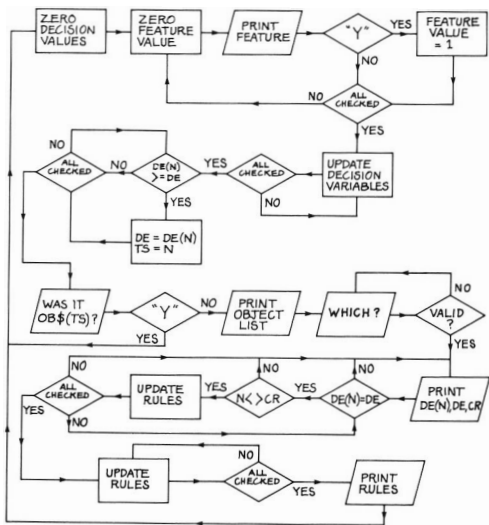 ZERO
DECISION
VALUES
ZERO
FEATURE
VALUE
PRINT
FEATURE
"Y"
YES
FEATURE
VALUE
= 1
NO
NO
ALL
CHECKED
YES
NO
ALL
CHECKED
NO
DE(N)
>=DE
YES
ALL
CHECKED
UPDATE
DECISION
VARIABLES
YES
NO
DE = DE(N)
TS = N
WAS IT
OB$(TS)?
"Y"
NO
PRINT
OBJECT
LIST
WHICH?
NO
VALID
?
YES
YES
NO
NO
NO
ALL
CHECKED
UPDATE
RULES
YES
N<>CR
YES
DE(N)=DE
PRINT
DE(N),DE,CR
YES
NO
NO
UPDATE
RULES
ALL
CHECKED
YES
PRINT
RULES